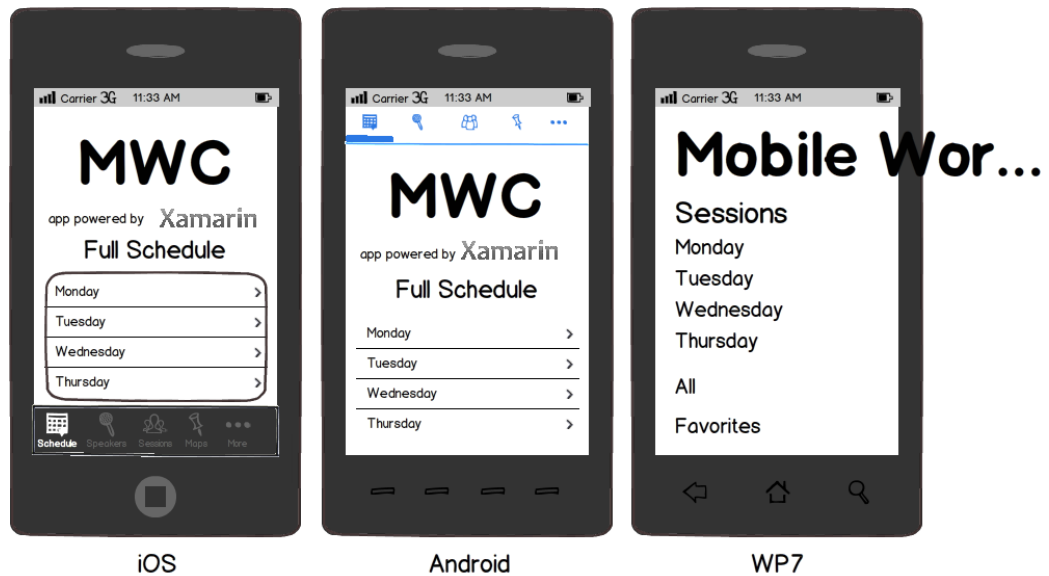 Carrier 3G 11:33 AM
MWC
app powered by Xamarin
Full Schedule
Monday
Tuesday
Wednesday
Thursday
Schedule Speakers Sessions Maps More
iOS
Carrier 3G 11:33 AM
MWC
app powered by Xamarin
Full Schedule
Monday
Tuesday
Wednesday
Thursday
Android
Carrier 3G 11:33 AM
Mobile Wor...
Sessions
Monday
Tuesday
Wednesday
Thursday
All
Favorites
WP7